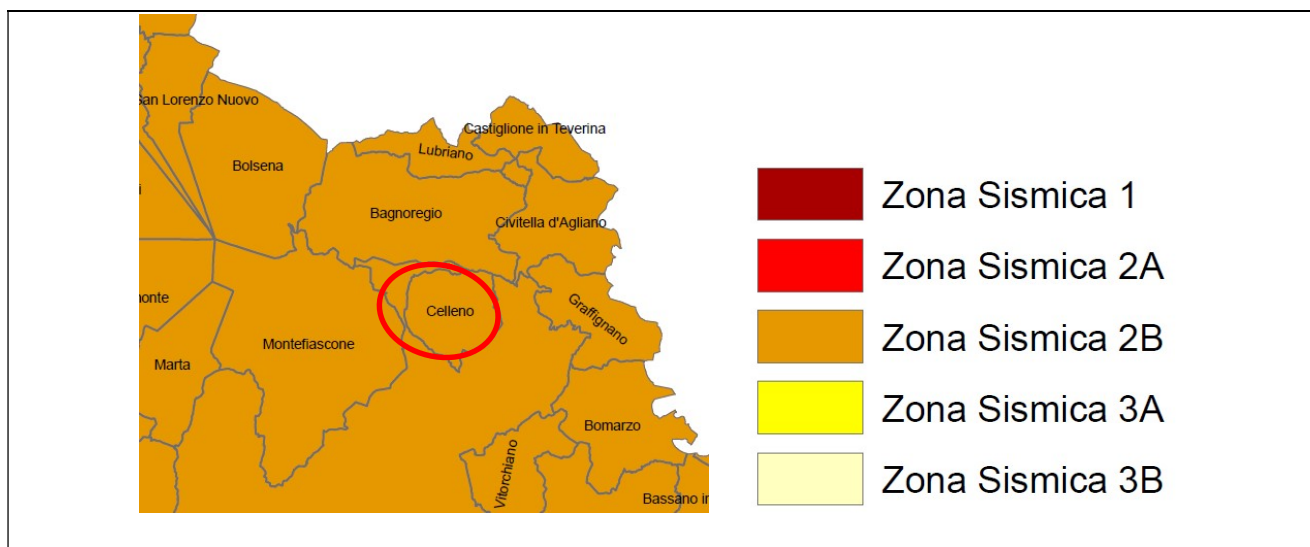 San Lorenzo Nuovo
Castiglione in Teverina
Lubriano
Bolsena
Bagnoregio
Civitella d'Agliano
Celleno
Graffignano
Montefiascone
Marta
Bomarzo
Vitorchiano
Zona Sismica 1
Zona Sismica 2A
Zona Sismica 2B
Zona Sismica 3A
Zona Sismica 3B